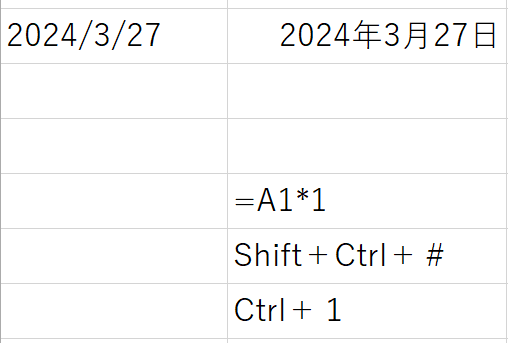 2024/3/27 2024年3月27日
=A1*1
Shift＋Ctrl＋ #
Ctrl＋ 1